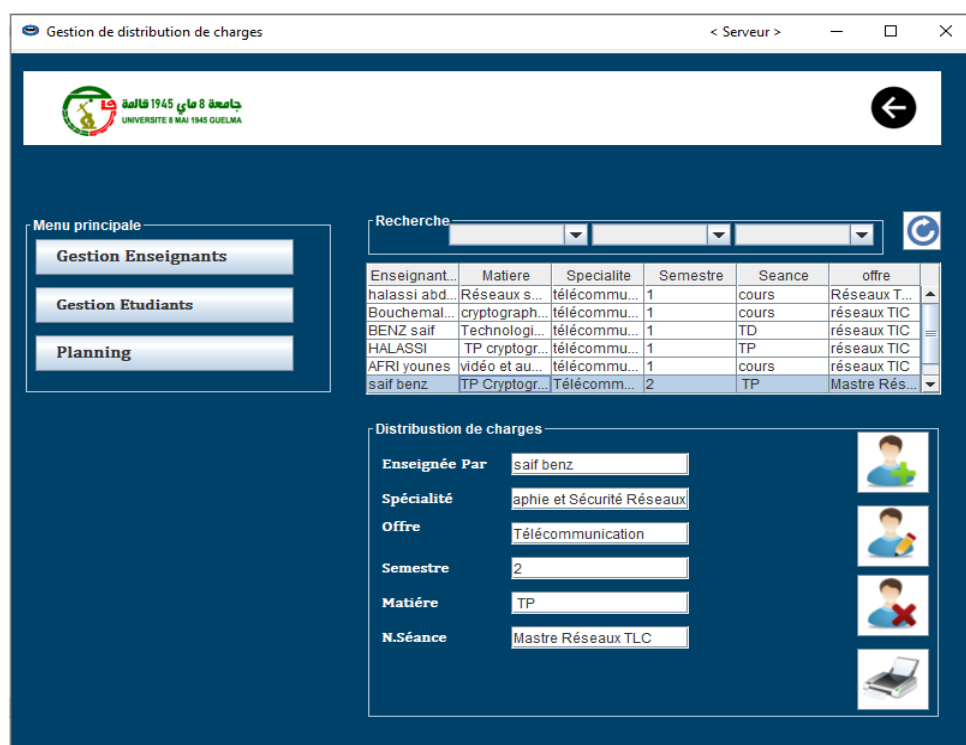 Gestion de distribution de charges < Serveur >
جامعة 8 ماي 1945 قالمة
UNIVERSITE 8 MAI 1945 GUELMA
Menu principale
Gestion Enseignants
Gestion Etudiants
Planning
Recherche
Enseignant... Matiere Specialite Semestre Seance offre
halassi abd... Réseaux s... télécommu... 1 cours Réseaux T...
Bouchemal... cryptograph... télécommu... 1 cours réseaux TIC
BENZ saif Technologi... télécommu... 1 TD réseaux TIC
HALASSI TP cryptogr... télécommu... 1 TP réseaux TIC
AFRI younes vidéo et au... télécommu... 1 cours réseaux TIC
saif benz TP Cryptogr... Télécomm... 2 TP Mastre Rés...
Distribustion de charges
Enseignée Par saif benz
Spécialité aphie et Sécurité Réseaux
Offre Télécommunication
Semestre 2
Matiére TP
N.Séance Mastre Réseaux TLC